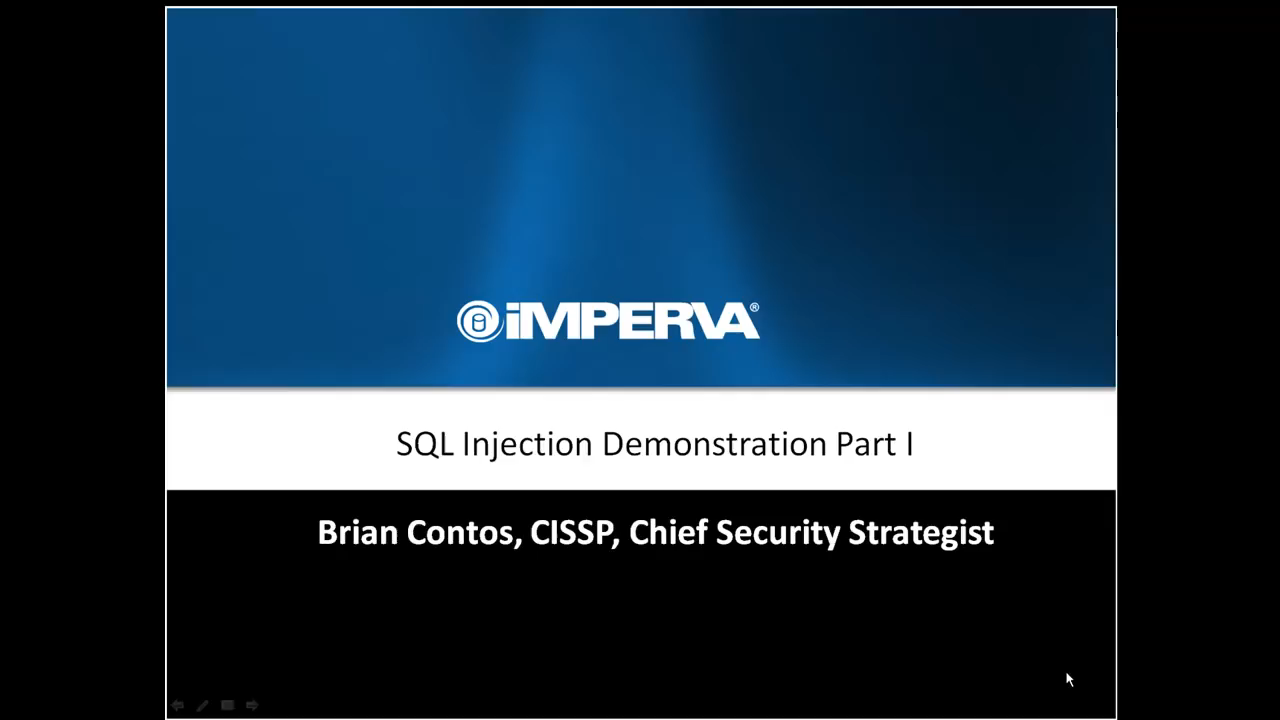 iMPERVA®
SQL Injection Demonstration Part I
Brian Contos, CISSP, Chief Security Strategist